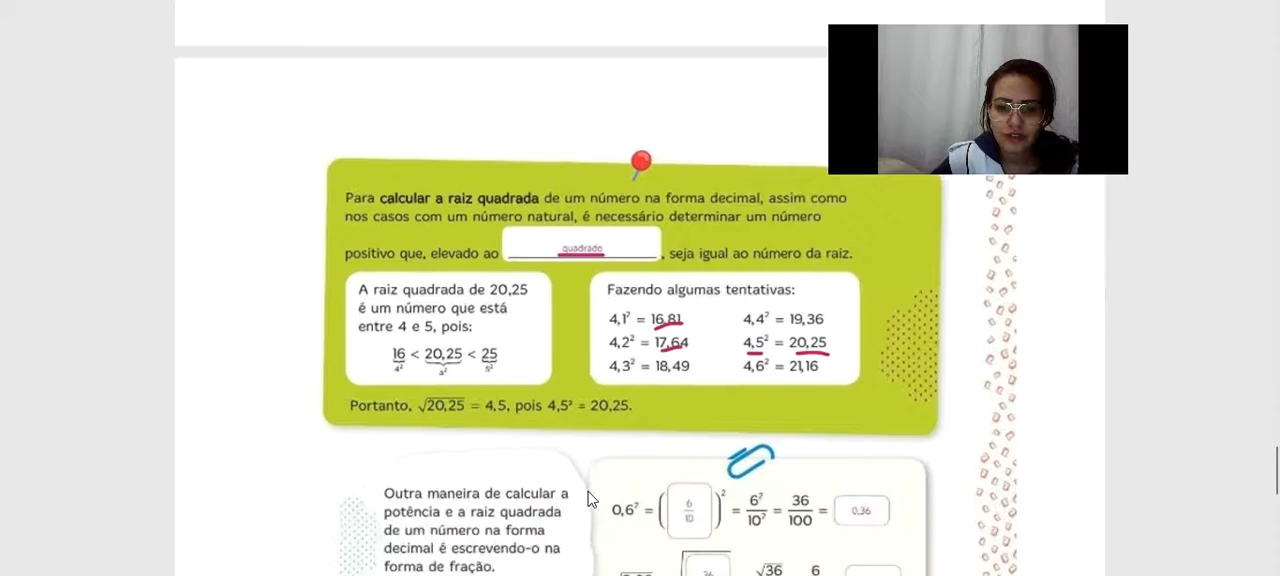 Para calcular a raiz quadrada de um número na forma decimal, assim como
nos casos com um número natural, é necessário determinar um número
positivo que, elevado ao quadrado, seja igual ao número da raiz.
A raiz quadrada de 20,25
é um número que está
entre 4 e 5, pois:
16 < 20,25 < 25
4² a² 5²
Fazendo algumas tentativas:
4,1² = 16,81
4,2² = 17,64
4,3² = 18,49
4,4² = 19,36
4,5² = 20,25
4,6² = 21,16
Portanto, √20,25 = 4,5, pois 4,5² = 20,25.
Outra maneira de calcular a
potência e a raiz quadrada
de um número na forma
decimal é escrevendo-o na
forma de fração.
0,6² = (6/10)² = 6²/10² = 36/100 = 0,36
36 √36 6